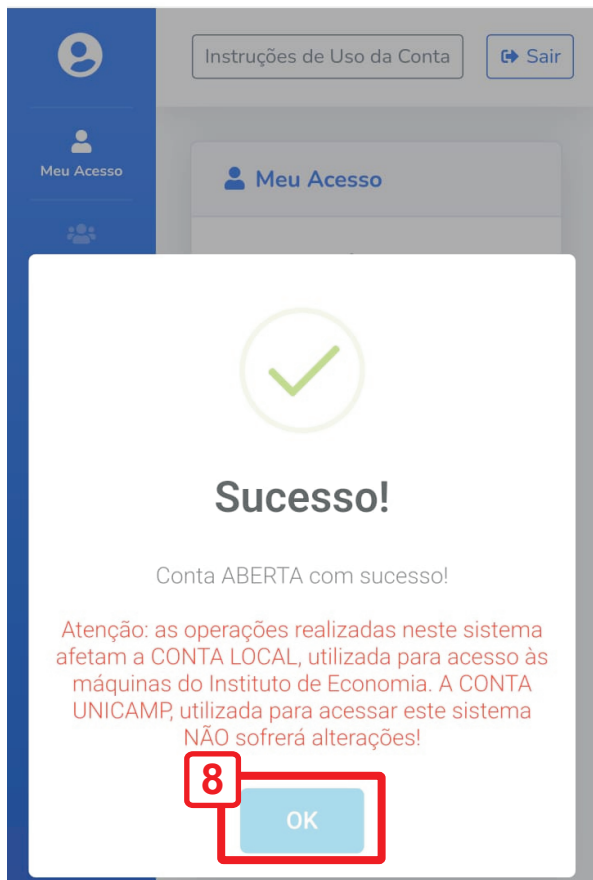 Instruções de Uso da Conta
Sair
Meu Acesso
Meu Acesso
Sucesso!
Conta ABERTA com sucesso!
Atenção: as operações realizadas neste sistema
afetam a CONTA LOCAL, utilizada para acesso às
máquinas do Instituto de Economia. A CONTA
UNICAMP, utilizada para acessar este sistema
NÃO sofrerá alterações!
8
OK